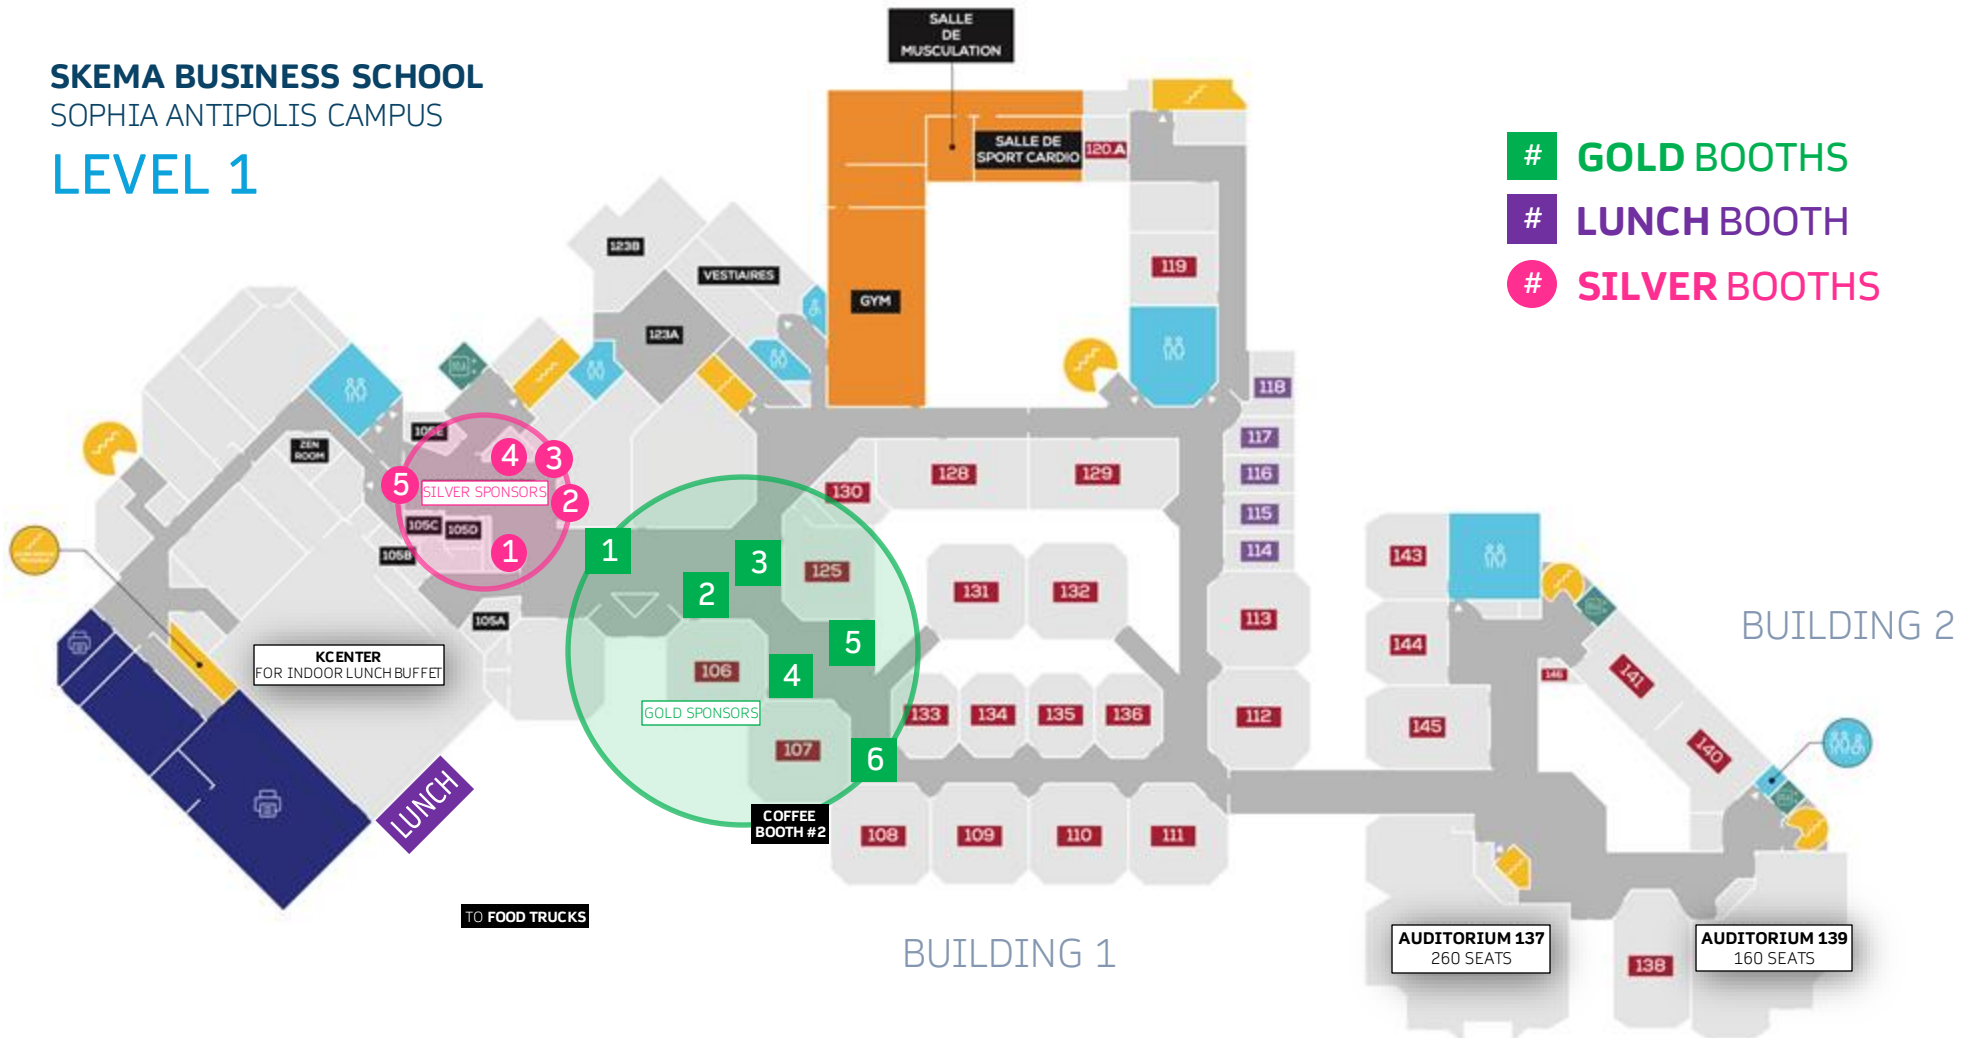 SKEMA BUSINESS SCHOOL
SOPHIA ANTIPOLIS CAMPUS
LEVEL 1
SALLE
DE
MUSCULATION
SALLE DE
SPORT CARDIO
120.A
# GOLD BOOTHS
# LUNCH BOOTH
# SILVER BOOTHS
123B
VESTIAIRES
GYM
119
123A
118
105E
ZEN
ROOM
4
3
5
SILVER SPONSORS
2
105C
105D
1
105B
105A
117
116
115
114
128
129
130
1
3
2
125
131
132
113
5
106
4
GOLD SPONSORS
133
134
135
136
112
107
6
143
144
145
146
141
140
BUILDING 2
KCENTER
FOR INDOOR LUNCH BUFFET
LUNCH
COFFEE
BOOTH #2
108
109
110
111
TO FOOD TRUCKS
BUILDING 1
AUDITORIUM 137
260 SEATS
138
AUDITORIUM 139
160 SEATS